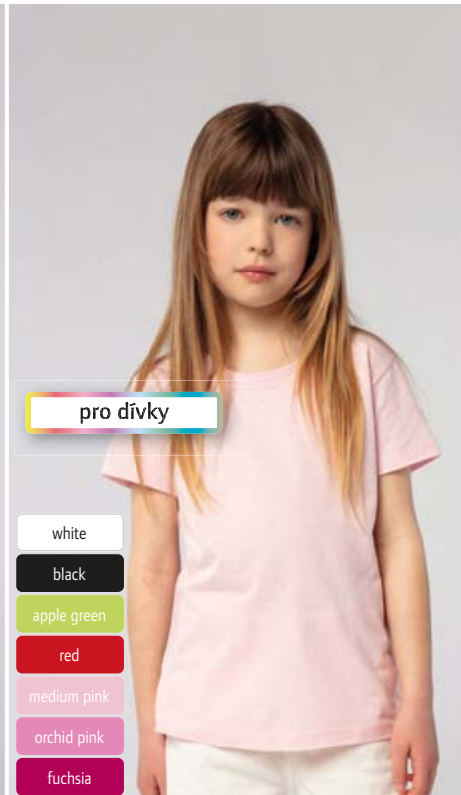 pro dívky
white
black
apple green
red
medium pink
orchid pink
fuchsia